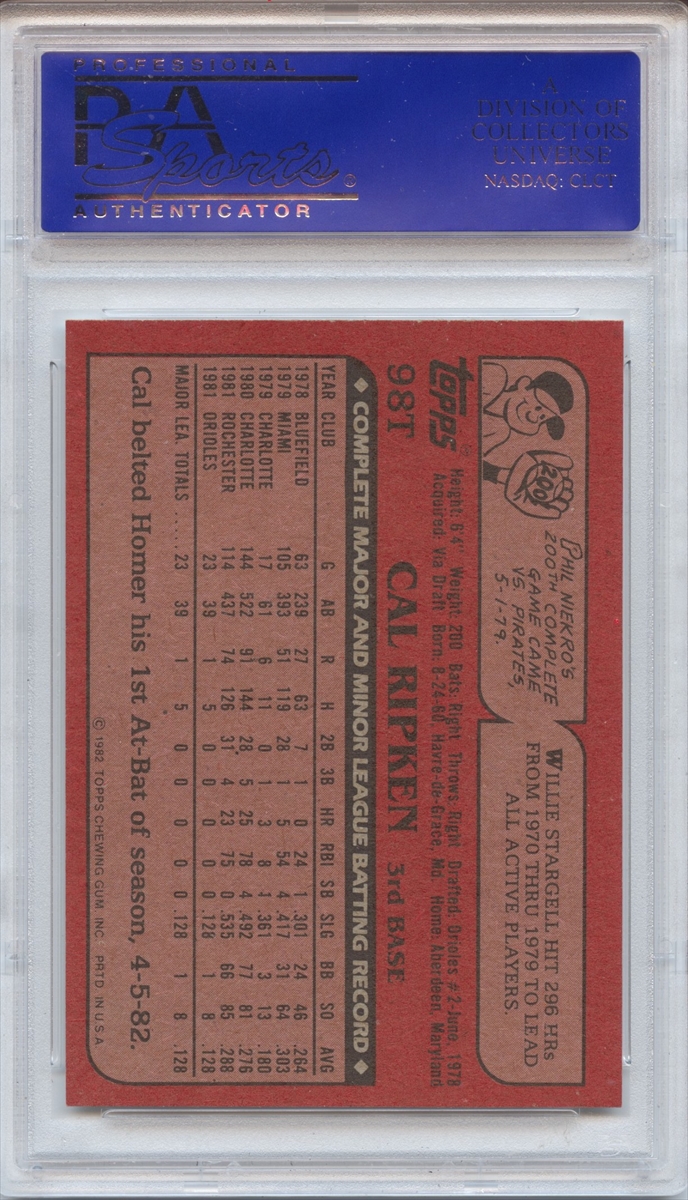 PROFESSIONAL
PSA
Sports®
AUTHENTICATOR
A
DIVISION OF
COLLECTORS
UNIVERSE
NASDAQ: CLCT
200
PHIL NIEKRO'S
200TH COMPLETE
GAME CAME
VS. PIRATES,
5-1-79.
WILLIE STARGELL HIT 296 HRs
FROM 1970 THRU 1979 TO LEAD
ALL ACTIVE PLAYERS.
TOPPS
Height: 6'4" Weight: 200 Bats: Right Throws: Right Drafted: Orioles #2-June, 1978
Acquired: Via Draft Born: 8-24-60, Havre-de-Grace, Md. Home: Aberdeen, Maryland
98T CAL RIPKEN 3rd BASE
◆ COMPLETE MAJOR AND MINOR LEAGUE BATTING RECORD ◆
YEAR CLUB G AB R H 2B 3B HR RBI SB SLG BB SO AVG
1978 BLUEFIELD 63 239 27 63 7 1 0 24 1 .301 24 46 .264
1979 MIAMI 105 393 51 119 28 1 5 54 4 .417 31 64 .303
1979 CHARLOTTE 17 61 6 11 0 1 3 8 1 .361 3 13 .180
1980 CHARLOTTE 144 522 91 144 28 5 25 78 4 .492 77 81 .276
1981 ROCHESTER 114 437 74 126 31 4 23 75 0 .535 66 85 .288
1981 ORIOLES 23 39 1 5 0 0 0 0 0 .128 1 8 .128
MAJOR LEA. TOTALS ..... 23 39 1 5 0 0 0 0 0 .128 1 8 .128
Cal belted Homer his 1st At-Bat of season, 4-5-82.
© 1982 TOPPS CHEWING GUM, INC. PRTD. IN U.S.A.